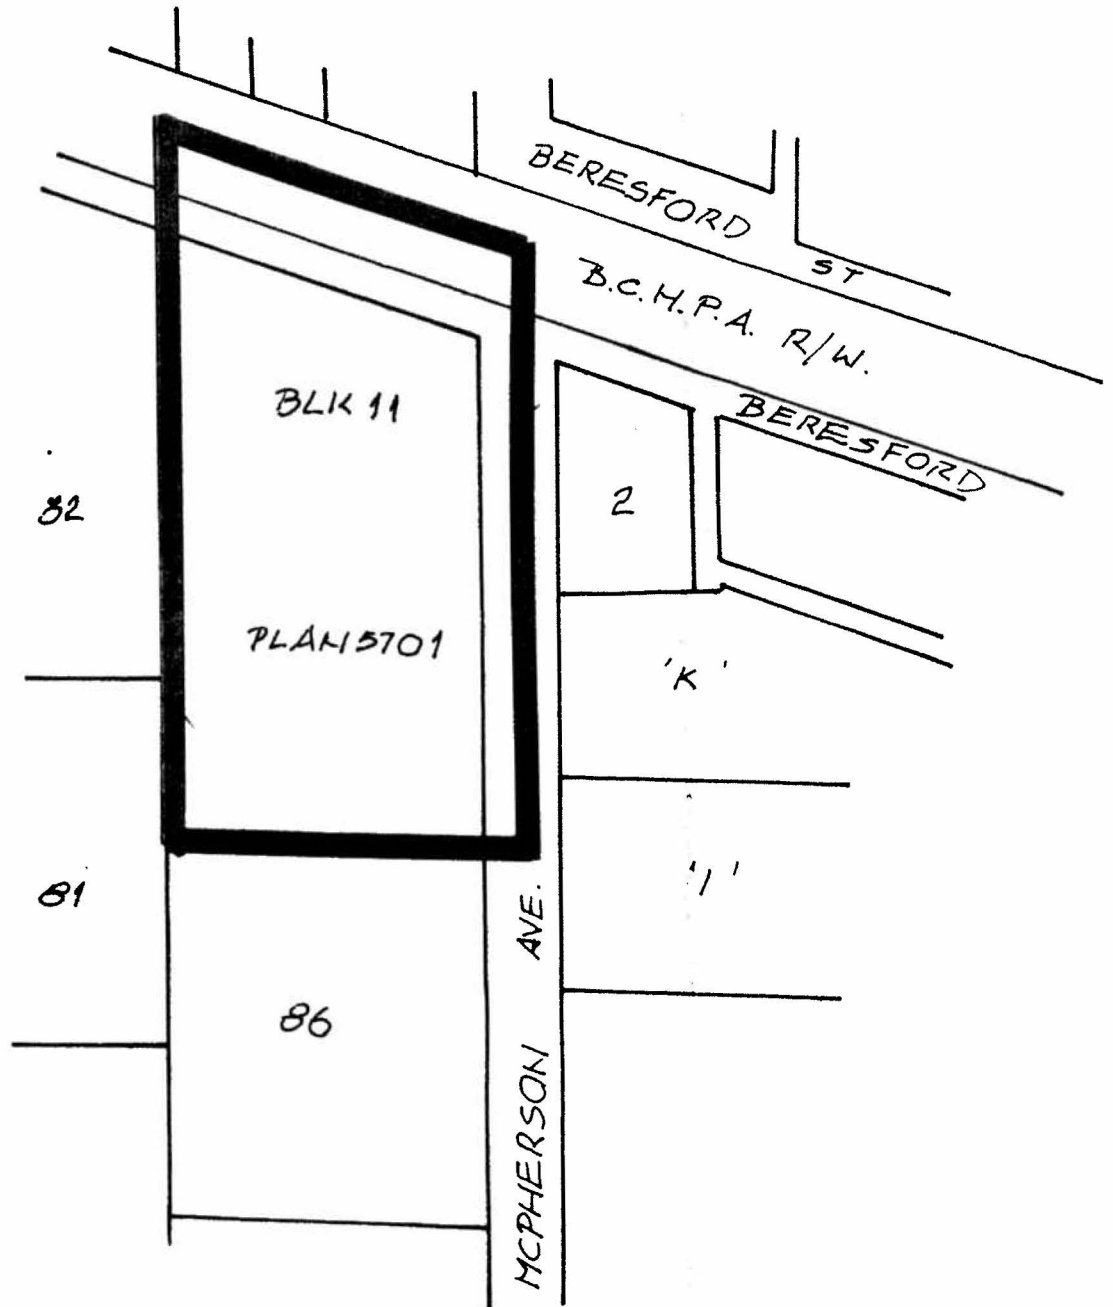 BERESFORD
ST
B.C.H.P.A. R/W.
BERESFORD
BLK 11
2
82
PLAN 5701
'K'
81
'I'
AVE.
86
MCPHERSON